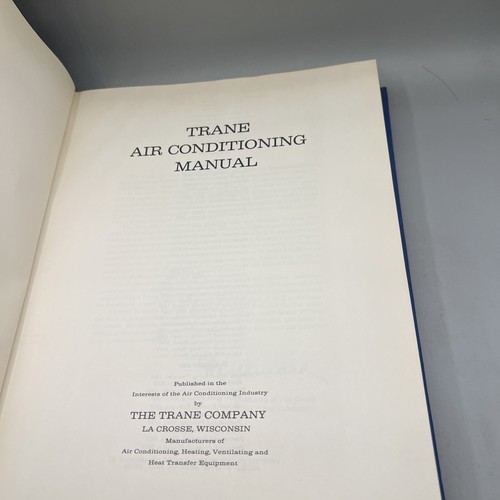 TRANE
AIR CONDITIONING
MANUAL
Published in the
Interests of the Air Conditioning Industry
by
THE TRANE COMPANY
LA CROSSE, WISCONSIN
Manufacturers of
Air Conditioning, Heating, Ventilating and
Heat Transfer Equipment